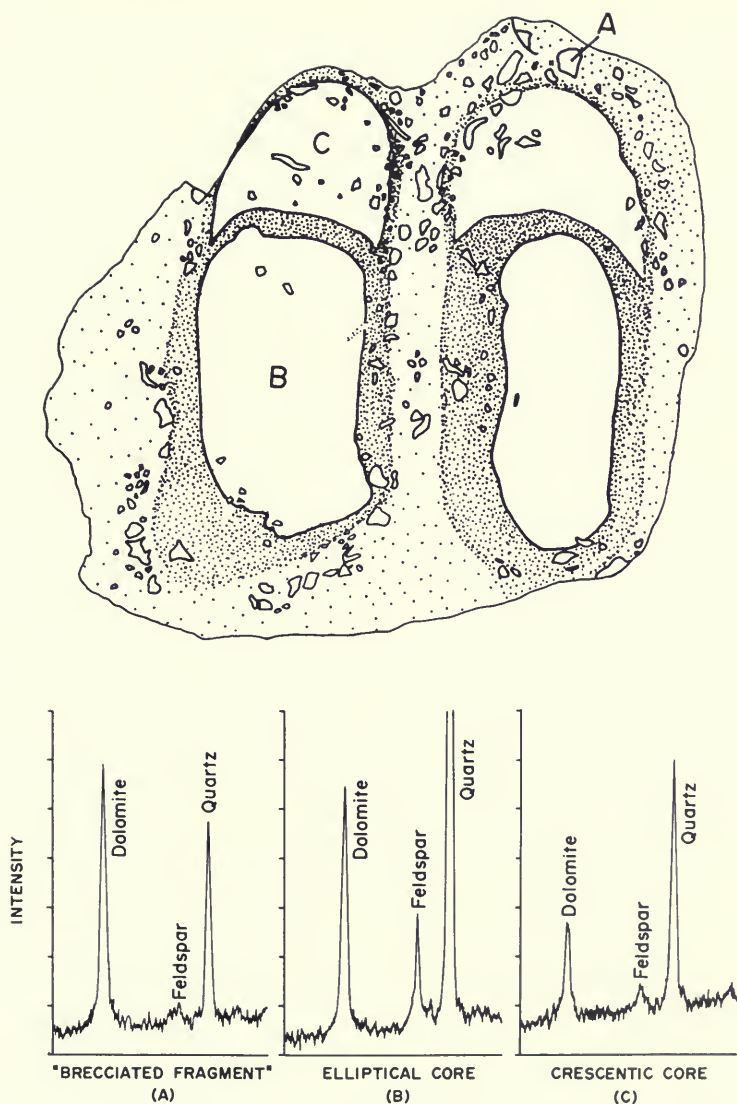 A
C
B
INTENSITY
Dolomite
Feldspar
Quartz
Dolomite
Feldspar
Quartz
Dolomite
Feldspar
Quartz
"BRECCIATED FRAGMENT"
(A)
ELLIPTICAL CORE
(B)
CRESCENTIC CORE
(C)